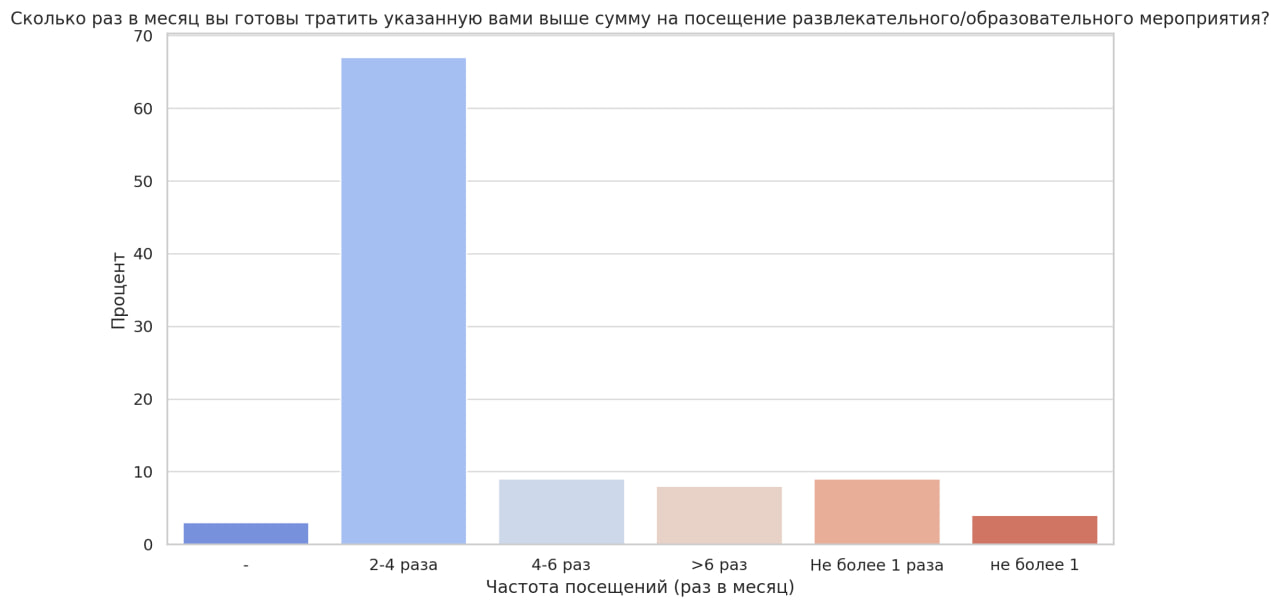 Сколько раз в месяц вы готовы тратить указанную вами выше сумму на посещение развлекательного/образовательного мероприятия?
70
60
50
40
30
20
10
0
Процент
-
2-4 раза
4-6 раз
>6 раз
Не более 1 раза
не более 1
Частота посещений (раз в месяц)